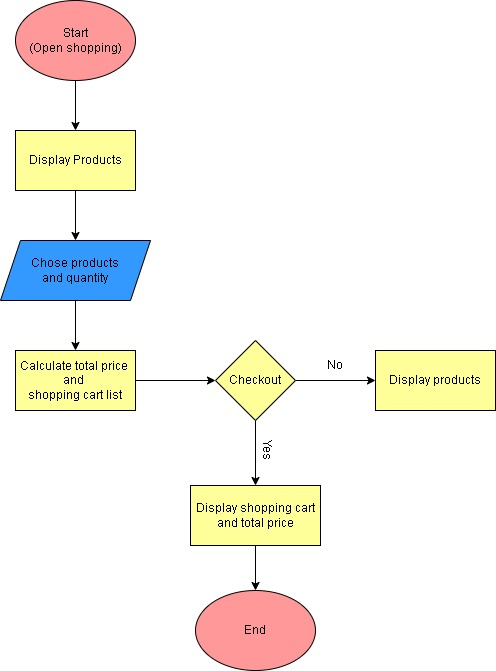 Start
(Open shopping)
Display Products
Chose products
and quantity
Calculate total price
and
shopping cart list
Checkout
No
Display products
Yes
Display shopping cart
and total price
End